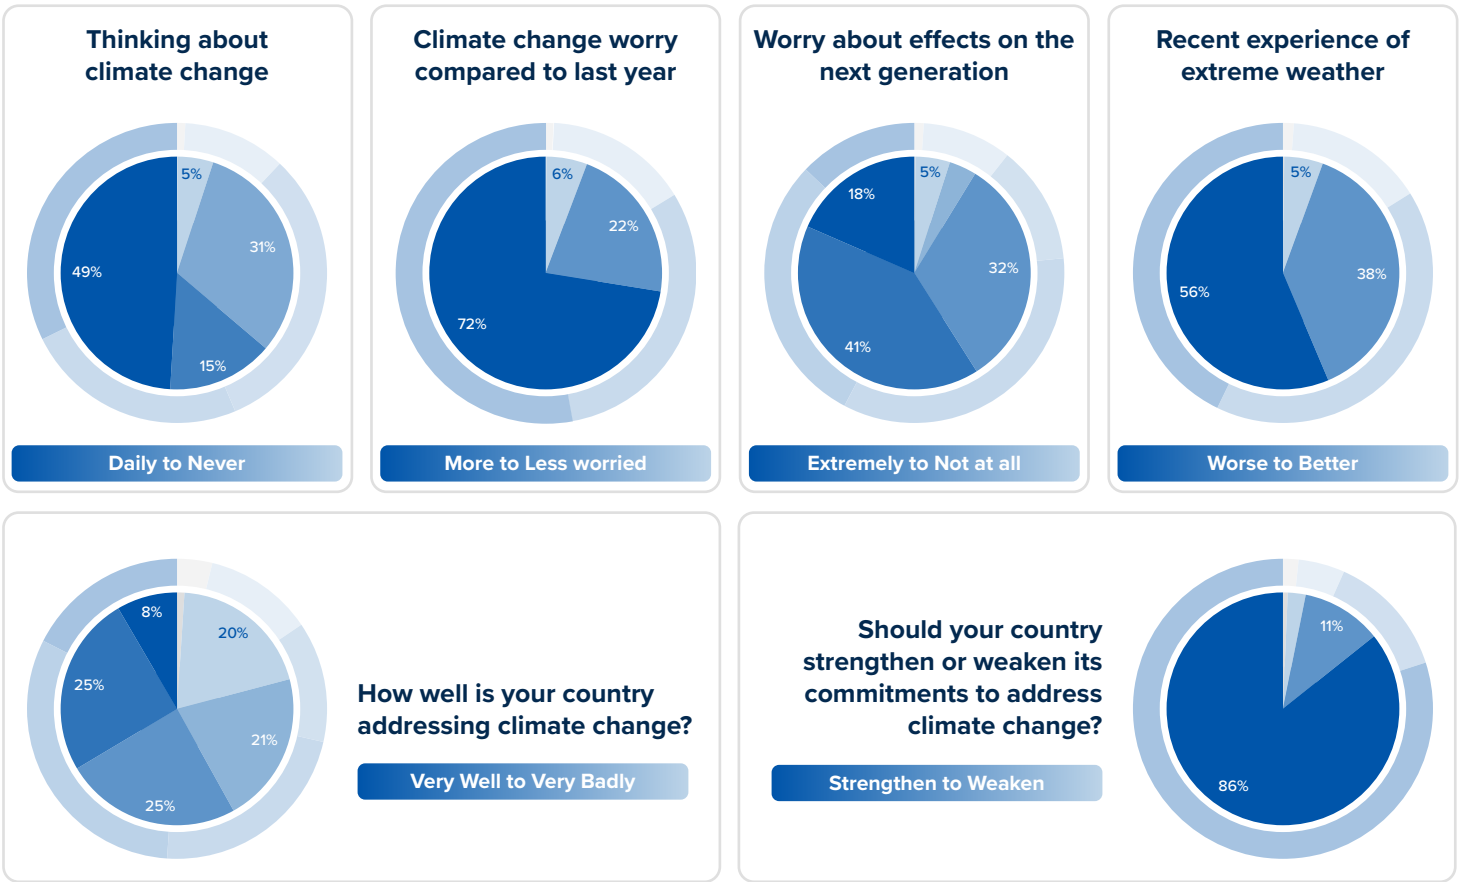 Thinking about
climate change
5%
31%
15%
49%
Daily to Never
Climate change worry
compared to last year
6%
22%
72%
More to Less worried
Worry about effects on the
next generation
5%
32%
41%
18%
Extremely to Not at all
Recent experience of
extreme weather
5%
38%
56%
Worse to Better
8%
20%
25%
21%
25%
How well is your country
addressing climate change?
Very Well to Very Badly
Should your country
strengthen or weaken its
commitments to address
climate change?
Strengthen to Weaken
11%
86%